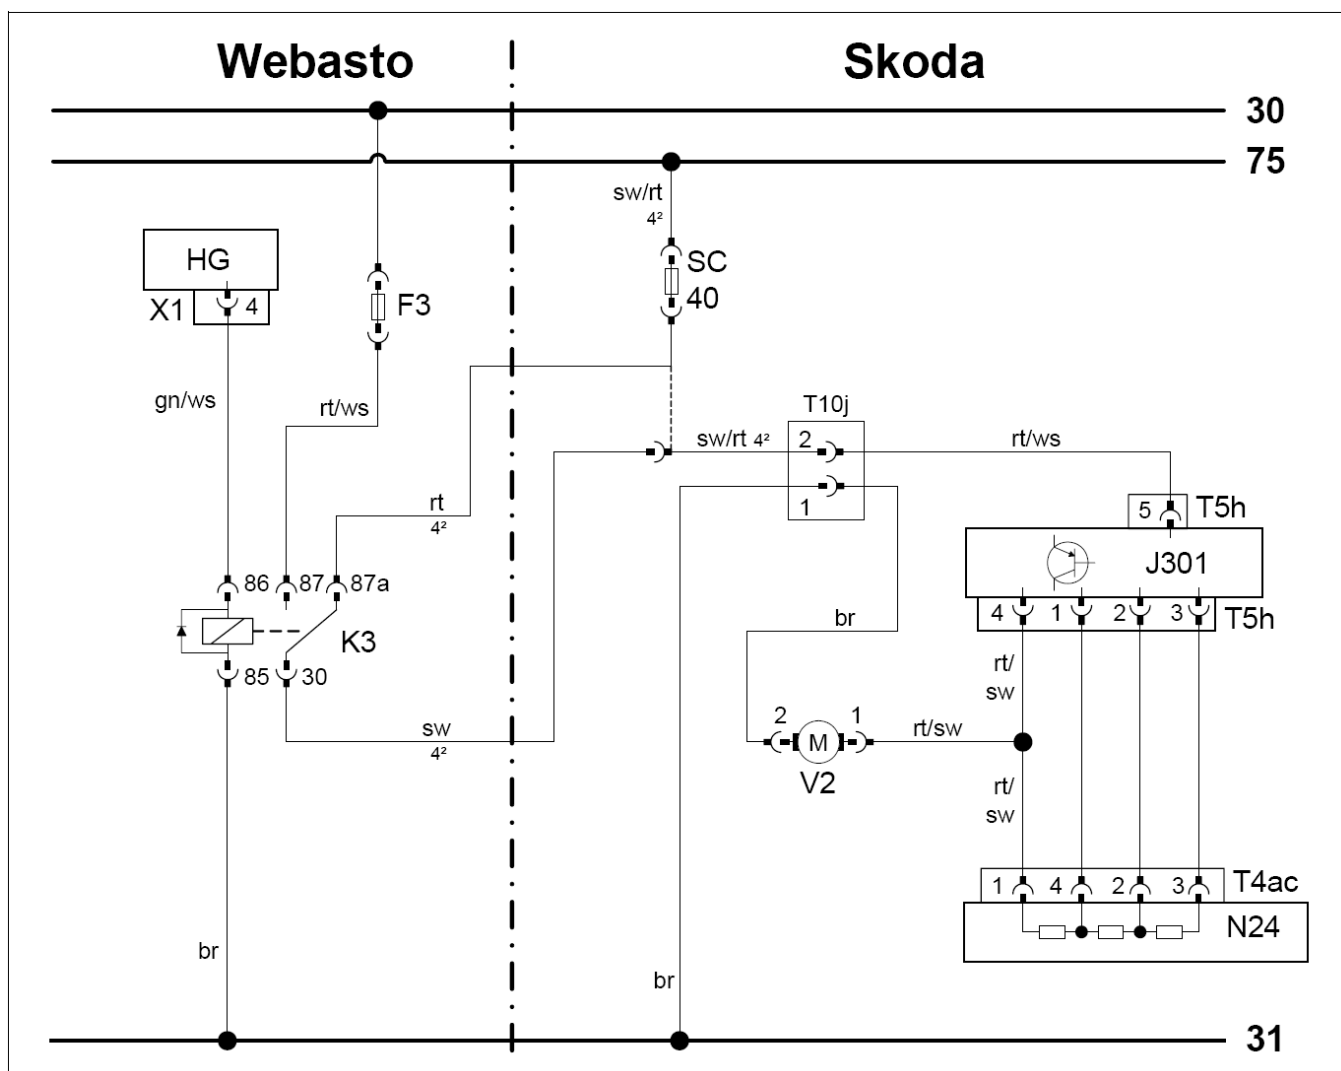 Webasto Skoda
30
75
sw/rt
4²
HG
SC
40
X1 4
F3
gn/ws
rt/ws
T10j
2
sw/rt 4²
rt/ws
1
rt
4²
5 T5h
J301
86 87 87a
4 1 2 3 T5h
K3
br
85 30
rt/
sw
sw
4²
2 1
M
rt/sw
V2
rt/
sw
1 4 2 3 T4ac
N24
br
br
31